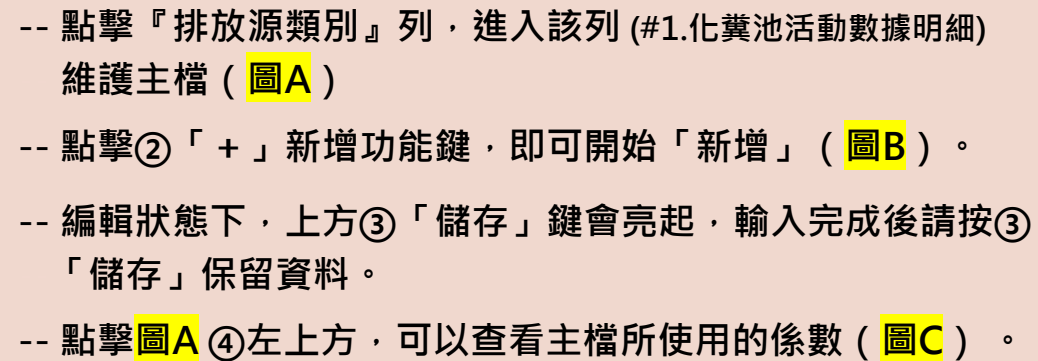 -- 點擊『排放源類別』列，進入該列 (#1.化糞池活動數據明細)
維護主檔（圖A）
-- 點擊②「+」新增功能鍵，即可開始「新增」（圖B）。
-- 編輯狀態下，上方③「儲存」鍵會亮起，輸入完成後請按③
「儲存」保留資料。
-- 點擊圖A ④左上方，可以查看主檔所使用的係數（圖C）。